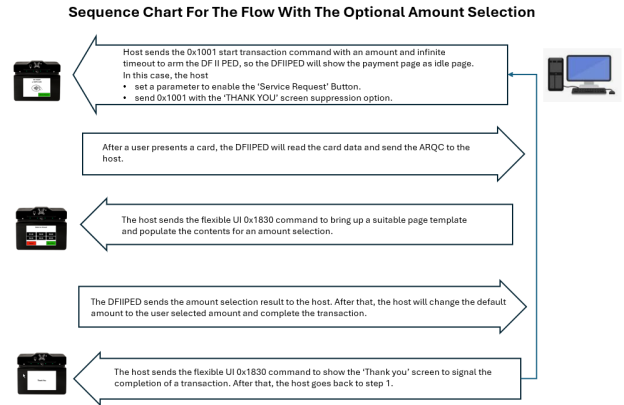 Sequence Chart For The Flow With The Optional Amount Selection
Host sends the 0x1001 start transaction command with an amount and infinite
timeout to arm the DF II PED, so the DFIIPED will show the payment page as idle page.
In this case, the host
• set a parameter to enable the ‘Service Request’ Button.
• send 0x1001 with the ‘THANK YOU’ screen suppression option.
After a user presents a card, the DFIIPED will read the card data and send the ARQC to the
host.
The host sends the flexible UI 0x1830 command to bring up a suitable page template
and populate the contents for an amount selection.
The DFIIPED sends the amount selection result to the host. After that, the host will change the default
amount to the user selected amount and complete the transaction.
The host sends the flexible UI 0x1830 command to show the ‘Thank you’ screen to signal the
completion of a transaction. After that, the host goes back to step 1.